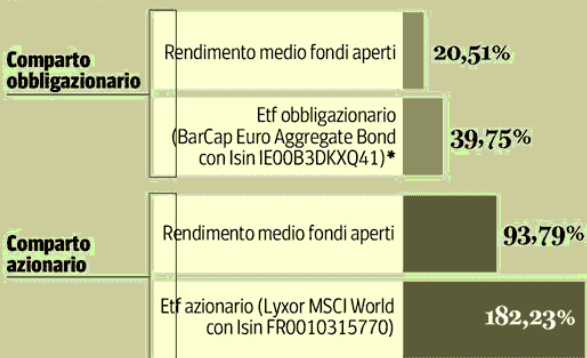 Comparto
obbligazionario
Rendimento medio fondi aperti
20,51%
Etf obbligazionario
(BarCap Euro Aggregate Bond
con Isin IE00B3DKXQ41)*
39,75%
Comparto
azionario
Rendimento medio fondi aperti
93,79%
Etf azionario (Lyxor MSCI World
con Isin FR0010315770)
182,23%